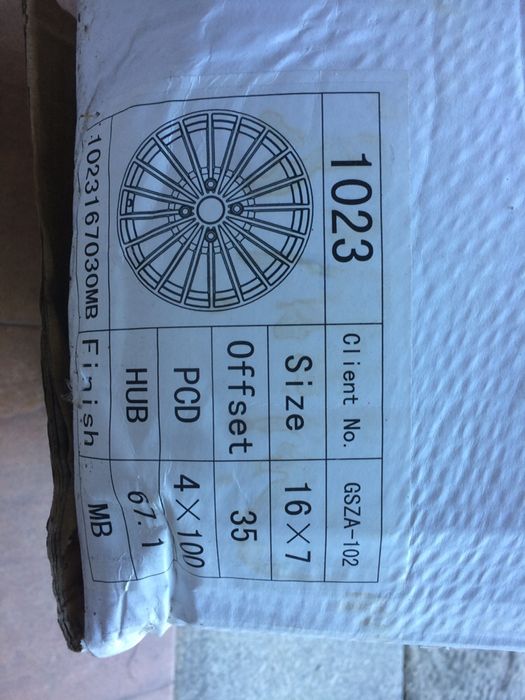 1023
Client No. GSZA-102
Size 16×7
Offset 35
PCD 4×100
HUB 67.1
1023167030MB Finish MB